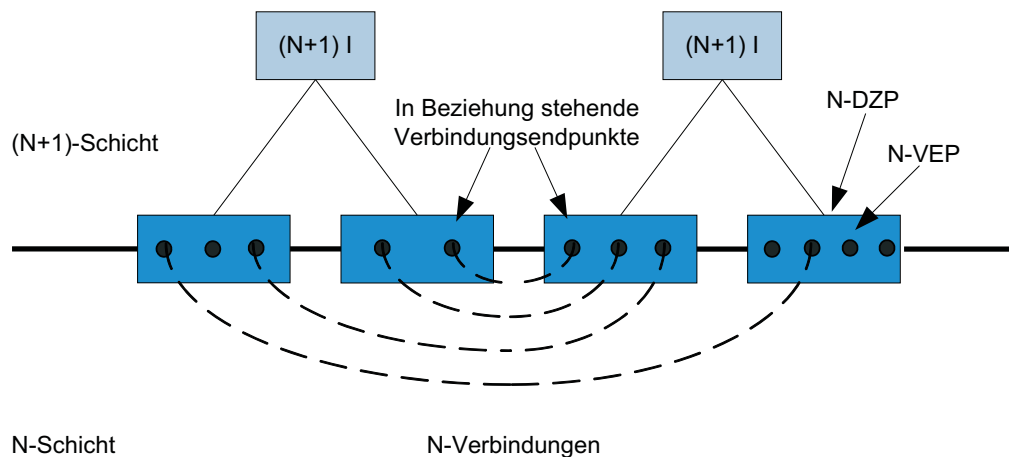 (N+1) I
(N+1) I
In Beziehung stehende
Verbindungsendpunkte
N-DZP
(N+1)-Schicht
N-VEP
N-Schicht
N-Verbindungen